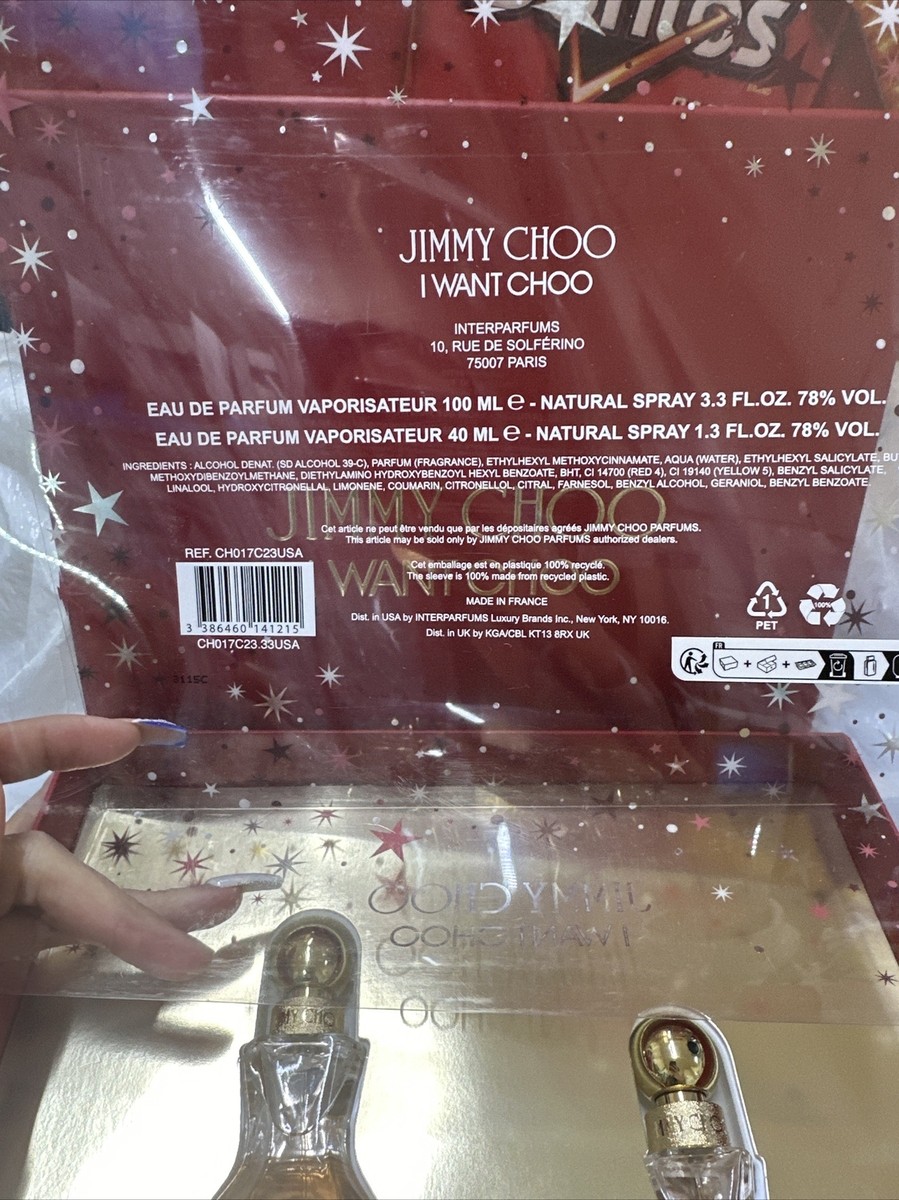 JIMMY CHOO
I WANT CHOO
INTERPARFUMS
10, RUE DE SOLFÉRINO
75007 PARIS
EAU DE PARFUM VAPORISATEUR 100 ML ℮ - NATURAL SPRAY 3.3 FL.OZ. 78% VOL.
EAU DE PARFUM VAPORISATEUR 40 ML ℮ - NATURAL SPRAY 1.3 FL.OZ. 78% VOL.
INGREDIENTS : ALCOHOL DENAT. (SD ALCOHOL 39-C), PARFUM (FRAGRANCE), ETHYLHEXYL METHOXYCINNAMATE, AQUA (WATER), ETHYLHEXYL SALICYLATE, BU
METHOXYDIBENZOYLMETHANE, DIETHYLAMINO HYDROXYBENZOYL HEXYL BENZOATE, BHT, CI 14700 (RED 4), CI 19140 (YELLOW 5), BENZYL SALICYLATE,
LINALOOL, HYDROXYCITRONELLAL, LIMONENE, COUMARIN, CITRONELLOL, CITRAL, FARNESOL, BENZYL ALCOHOL, GERANIOL, BENZYL BENZOATE.
JIMMY CHOO
WANT CHOO
Cet article ne peut être vendu que par les dépositaires agréés JIMMY CHOO PARFUMS.
This article may be sold only by JIMMY CHOO PARFUMS authorized dealers.
Cet emballage est en plastique 100% recyclé.
The sleeve is 100% made from recycled plastic.
MADE IN FRANCE
Dist. in USA by INTERPARFUMS Luxury Brands Inc., New York, NY 10016.
Dist. in UK by KGA/CBL KT13 8RX UK
REF. CH017C23USA
3 386460 141215
CH017C23.33USA
3115C
1
PET
100%
FR